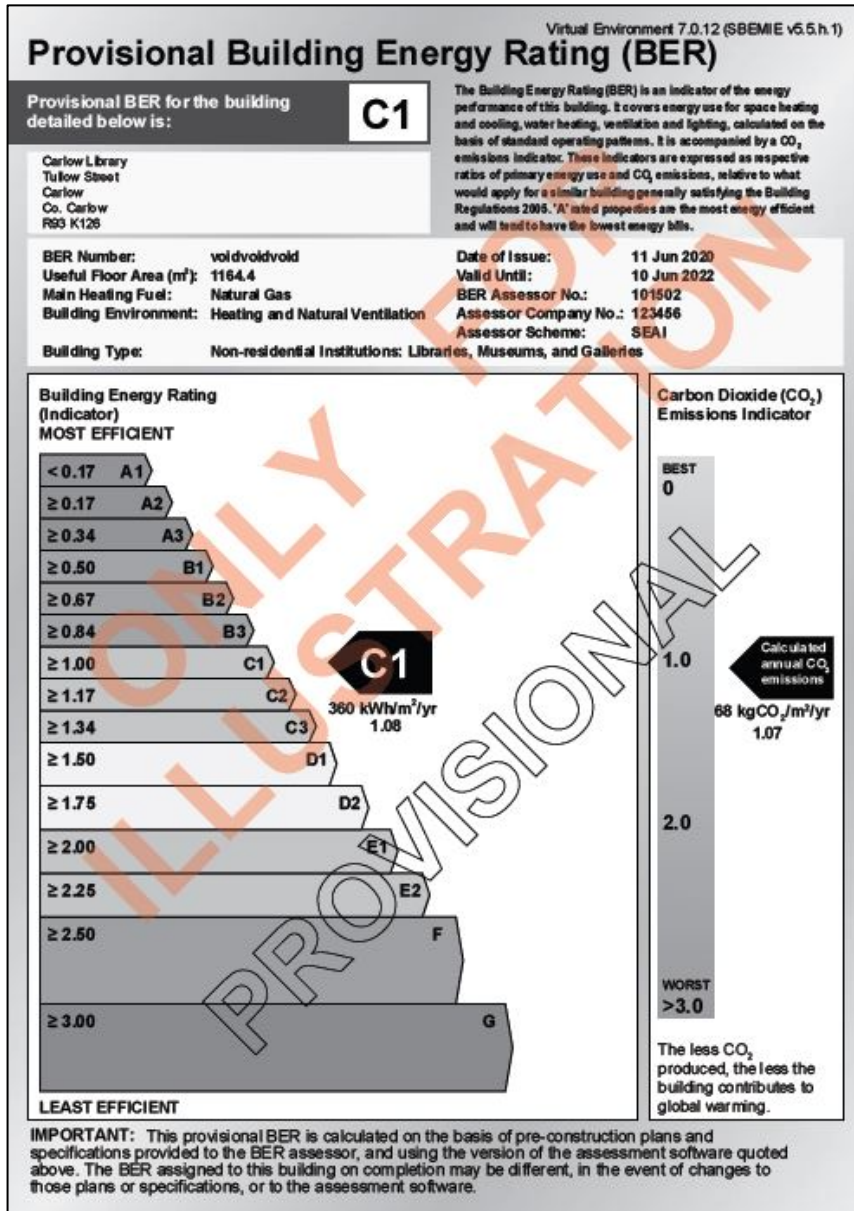 Virtual Environment 7.0.12 (SBEMIE v5.5.h.1)
Provisional Building Energy Rating (BER)
Provisional BER for the building
detailed below is:
C1
Carlow Library
Tullow Street
Carlow
Co. Carlow
R93 K126
The Building Energy Rating (BER) is an indicator of the energy
performance of this building. It covers energy use for space heating
and cooling, water heating, ventilation and lighting, calculated on the
basis of standard operating patterns. It is accompanied by a CO₂
emissions indicator. These indicators are expressed as respective
ratios of primary energy use and CO₂ emissions, relative to what
would apply for a similar building generally satisfying the Building
Regulations 2005. 'A' rated properties are the most energy efficient
and will tend to have the lowest energy bills.
BER Number: voidvoidvoid
Useful Floor Area (m²): 1164.4
Main Heating Fuel: Natural Gas
Building Environment: Heating and Natural Ventilation
Date of Issue: 11 Jun 2020
Valid Until: 10 Jun 2022
BER Assessor No.: 101502
Assessor Company No.: 123456
Assessor Scheme: SEAI
Building Type: Non-residential Institutions: Libraries, Museums, and Galleries
Building Energy Rating
(Indicator)
MOST EFFICIENT
< 0.17 A1
≥ 0.17 A2
≥ 0.34 A3
≥ 0.50 B1
≥ 0.67 B2
≥ 0.84 B3
≥ 1.00 C1
≥ 1.17 C2
≥ 1.34 C3
≥ 1.50 D1
≥ 1.75 D2
≥ 2.00 E1
≥ 2.25 E2
≥ 2.50 F
≥ 3.00 G
LEAST EFFICIENT
C1
360 kWh/m²/yr
1.08
Carbon Dioxide (CO₂)
Emissions Indicator
BEST
0
1.0
2.0
WORST
>3.0
Calculated
annual CO₂
emissions
68 kgCO₂/m²/yr
1.07
The less CO₂
produced, the less the
building contributes to
global warming.
IMPORTANT: This provisional BER is calculated on the basis of pre-construction plans and
specifications provided to the BER assessor, and using the version of the assessment software quoted
above. The BER assigned to this building on completion may be different, in the event of changes to
those plans or specifications, or to the assessment software.
ONLY FOR
ILLUSTRATION
PROVISIONAL